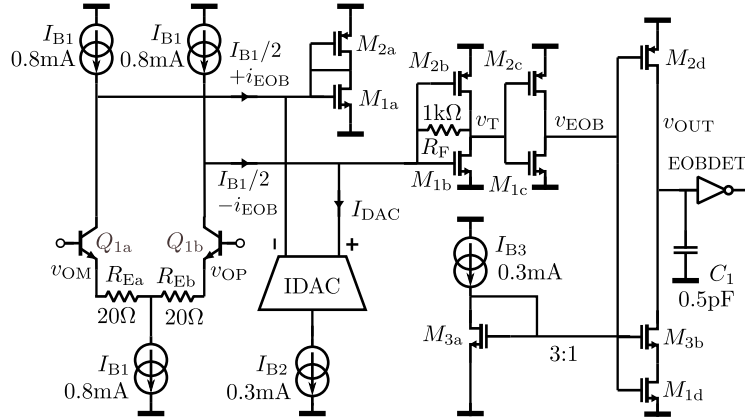 I_B1
0.8mA
I_B1
0.8mA
I_B1/2
+i_EOB
M_2a
M_1a
M_2b
M_2c
M_2d
1kΩ
R_F
v_T
v_EOB
v_OUT
M_1b
M_1c
EOBDET
I_B1/2
−i_EOB
I_DAC
Q_1a
Q_1b
v_OM
R_Ea
R_Eb
v_OP
20Ω
20Ω
-
+
IDAC
I_B3
0.3mA
C_1
0.5pF
M_3a
3:1
M_3b
I_B1
0.8mA
I_B2
0.3mA
M_1d